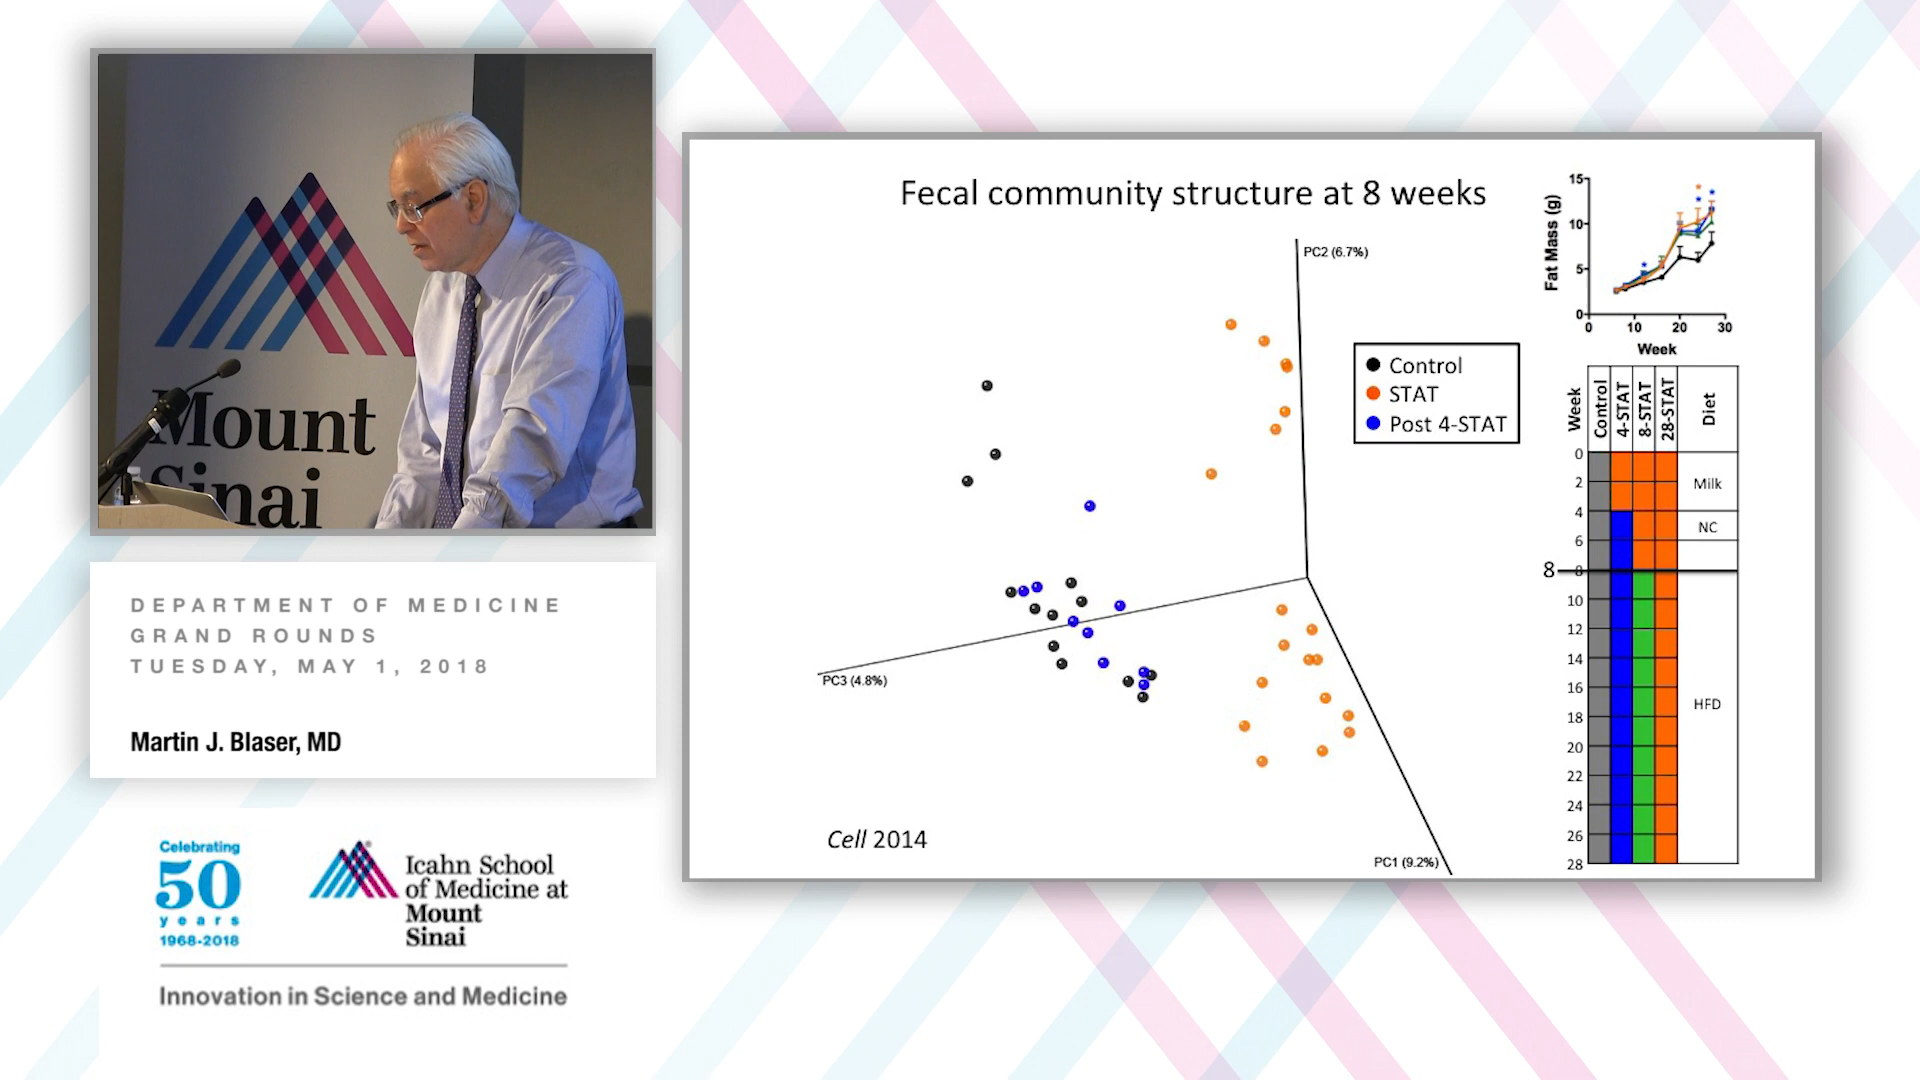 Mount
Sinai
DEPARTMENT OF MEDICINE
GRAND ROUNDS
TUESDAY, MAY 1, 2018
Martin J. Blaser, MD
Celebrating
50
years
1968-2018
Icahn School
of Medicine at
Mount
Sinai
Innovation in Science and Medicine
Fecal community structure at 8 weeks
PC2 (6.7%)
PC3 (4.8%)
PC1 (9.2%)
Control
STAT
Post 4-STAT
Cell 2014
Fat Mass (g)
15
10
5
0
0 10 20 30
Week
Week Control 4-STAT 8-STAT 28-STAT Diet
0
2 Milk
4
NC
6
8 8
10
12
14
16
HFD
18
20
22
24
26
28